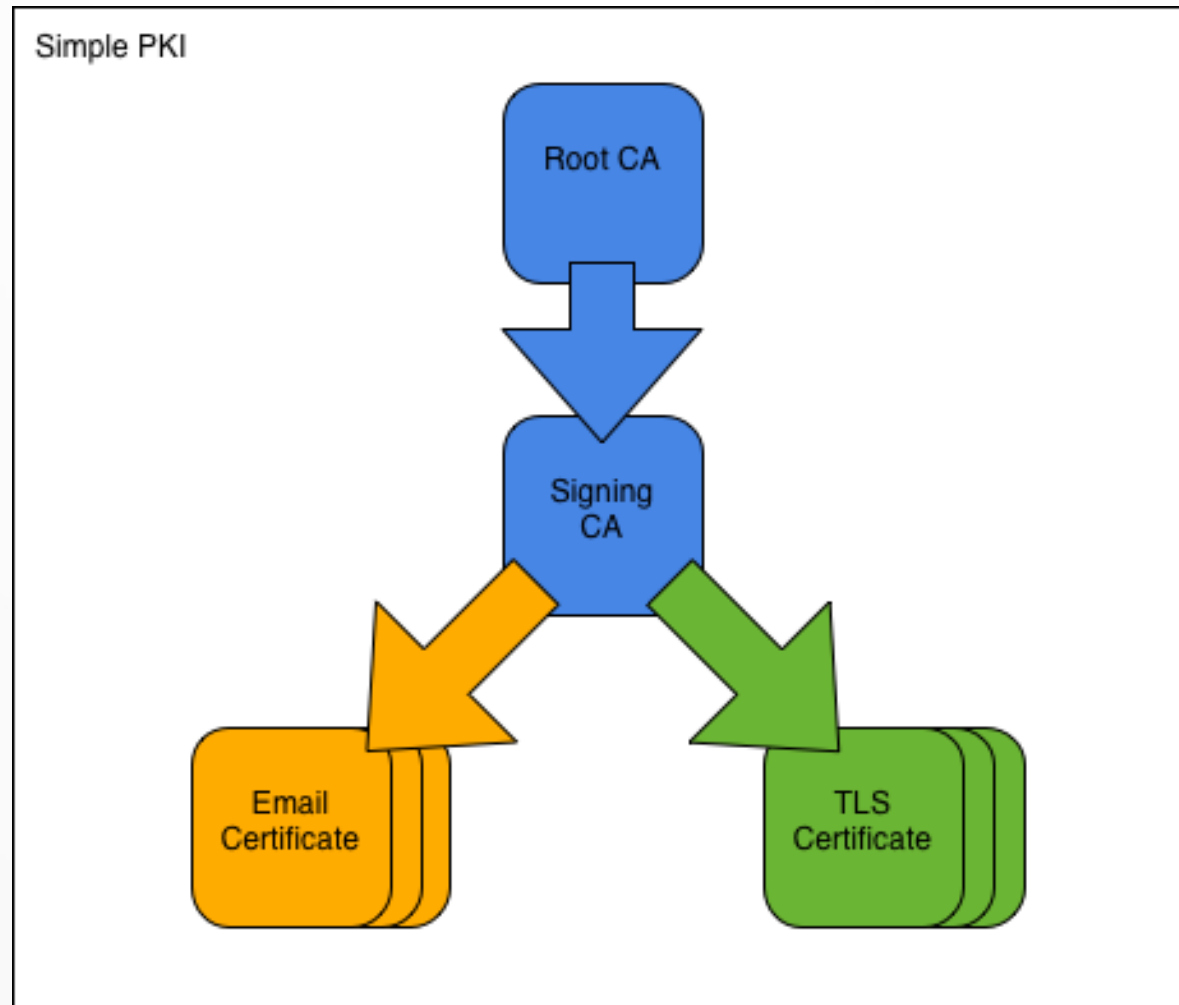 Simple PKI
Root CA
Signing
CA
Email
Certificate
TLS
Certificate